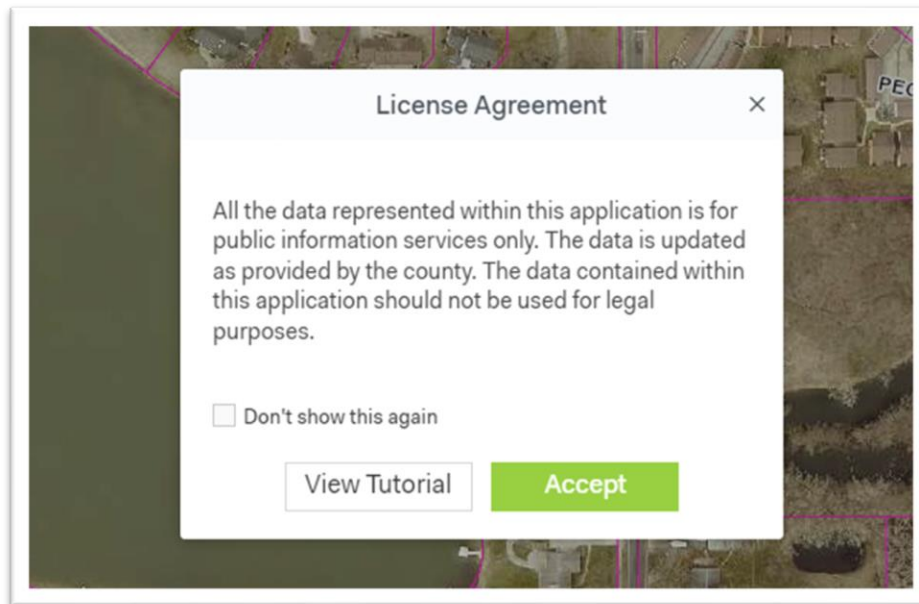 License Agreement
PEC
All the data represented within this application is for
public information services only. The data is updated
as provided by the county. The data contained within
this application should not be used for legal
purposes.
Don't show this again
View Tutorial
Accept